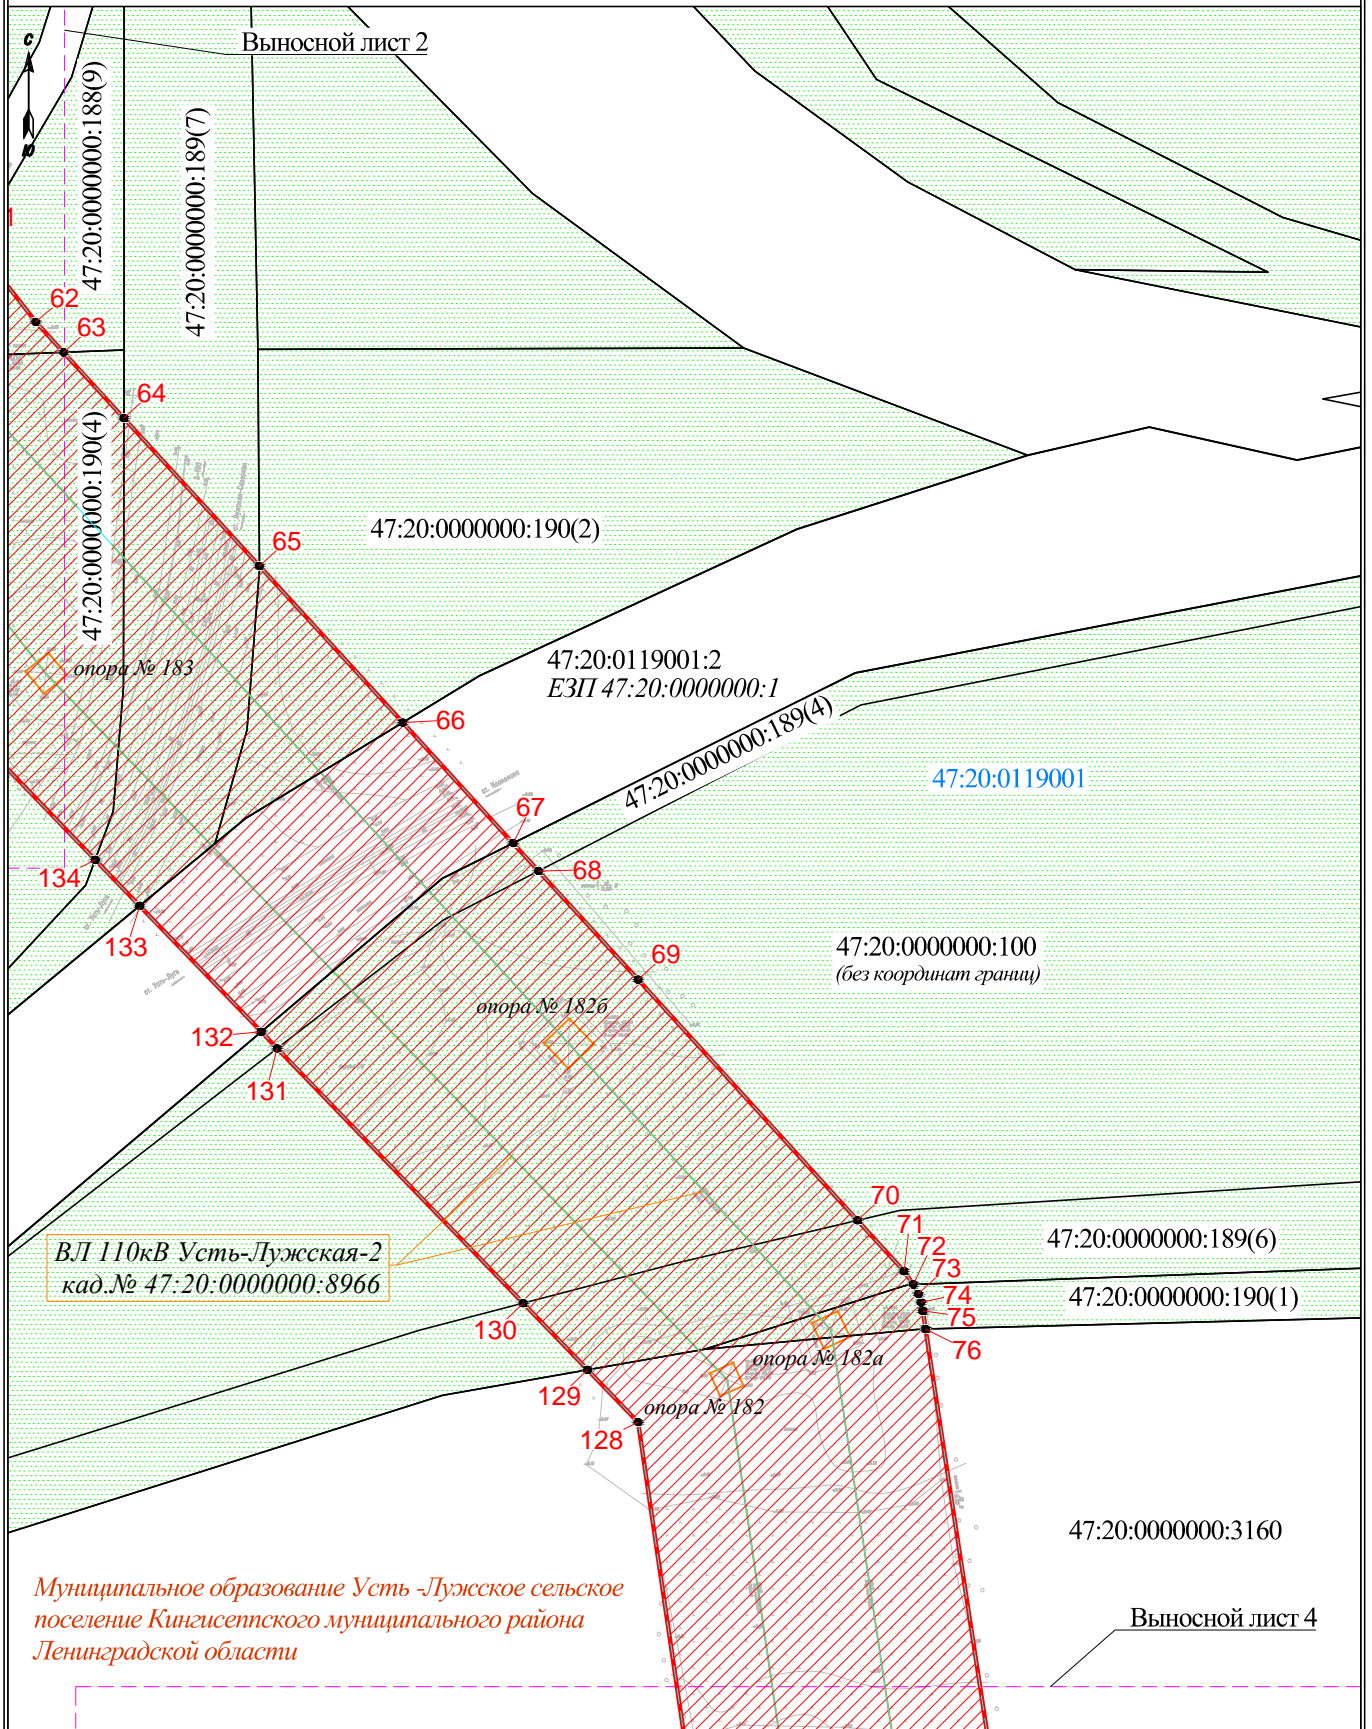 С
Ю
Выносной лист 2
47:20:0000000:188(9)
47:20:0000000:189(7)
62
63
64
47:20:0000000:190(4)
65
47:20:0000000:190(2)
опора № 183
47:20:0119001:2
ЕЗП 47:20:0000000:1
66
47:20:0000000:189(4)
47:20:0119001
67
68
134
133
47:20:0000000:100
(без координат границ)
69
опора № 182б
132
131
70
71
72
73
74
75
76
47:20:0000000:189(6)
47:20:0000000:190(1)
ВЛ 110кВ Усть-Лужская-2
кад.№ 47:20:0000000:8966
130
129
128
опора № 182а
опора № 182
47:20:0000000:3160
Муниципальное образование Усть -Лужское сельское
поселение Кингисеппского муниципального района
Ленинградской области
Выносной лист 4